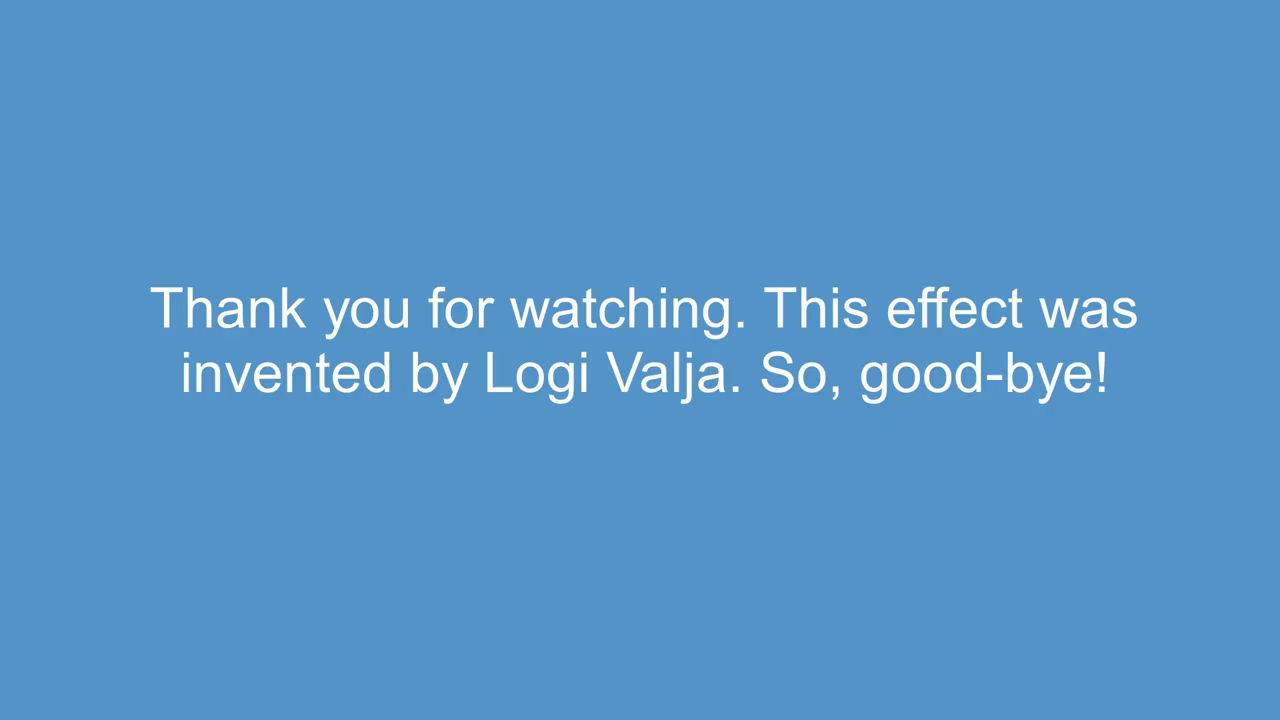 Thank you for watching. This effect was
invented by Logi Valja. So, good-bye!